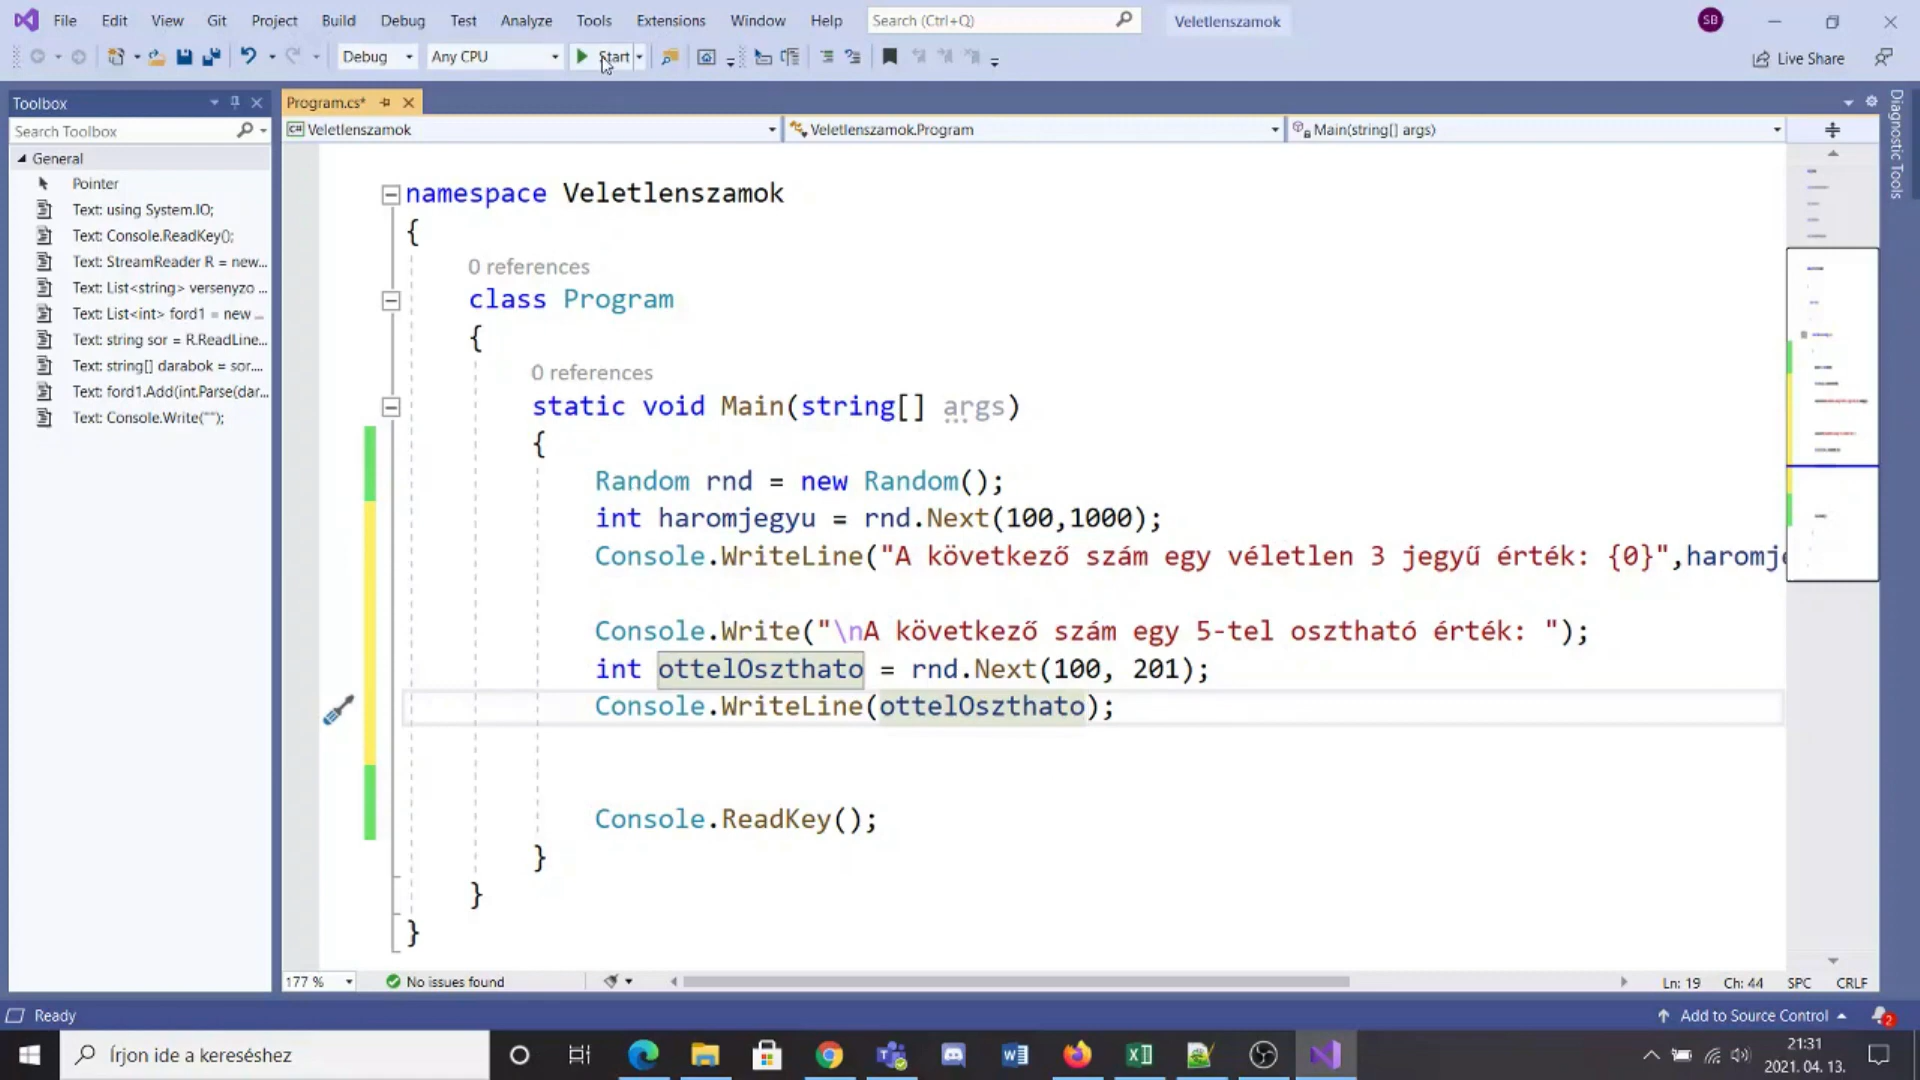 File Edit View Git Project Build Debug Test Analyze Tools Extensions Window Help Search (Ctrl+Q) Veletlenszamok SB
Debug Any CPU Start Live Share
Toolbox
Search Toolbox
General
Pointer
Text: using System.IO;
Text: Console.ReadKey();
Text: StreamReader R = new...
Text: List<string> versenyzo ...
Text: List<int> ford1 = new ...
Text: string sor = R.ReadLine...
Text: string[] darabok = sor....
Text: ford1.Add(int.Parse(dar...
Text: Console.Write("");
Program.cs*
Veletlenszamok Veletlenszamok.Program Main(string[] args)
Diagnostic Tools
namespace Veletlenszamok
{
0 references
class Program
{
0 references
static void Main(string[] args)
{
Random rnd = new Random();
int haromjegyu = rnd.Next(100,1000);
Console.WriteLine("A következő szám egy véletlen 3 jegyű érték: {0}",haromje
Console.Write("\nA következő szám egy 5-tel osztható érték: ");
int ottelOszthato = rnd.Next(100, 201);
Console.WriteLine(ottelOszthato);
Console.ReadKey();
}
}
}
177 % No issues found Ln: 19 Ch: 44 SPC CRLF
Ready Add to Source Control 2
Írjon ide a kereséshez
21:31
2021. 04. 13.